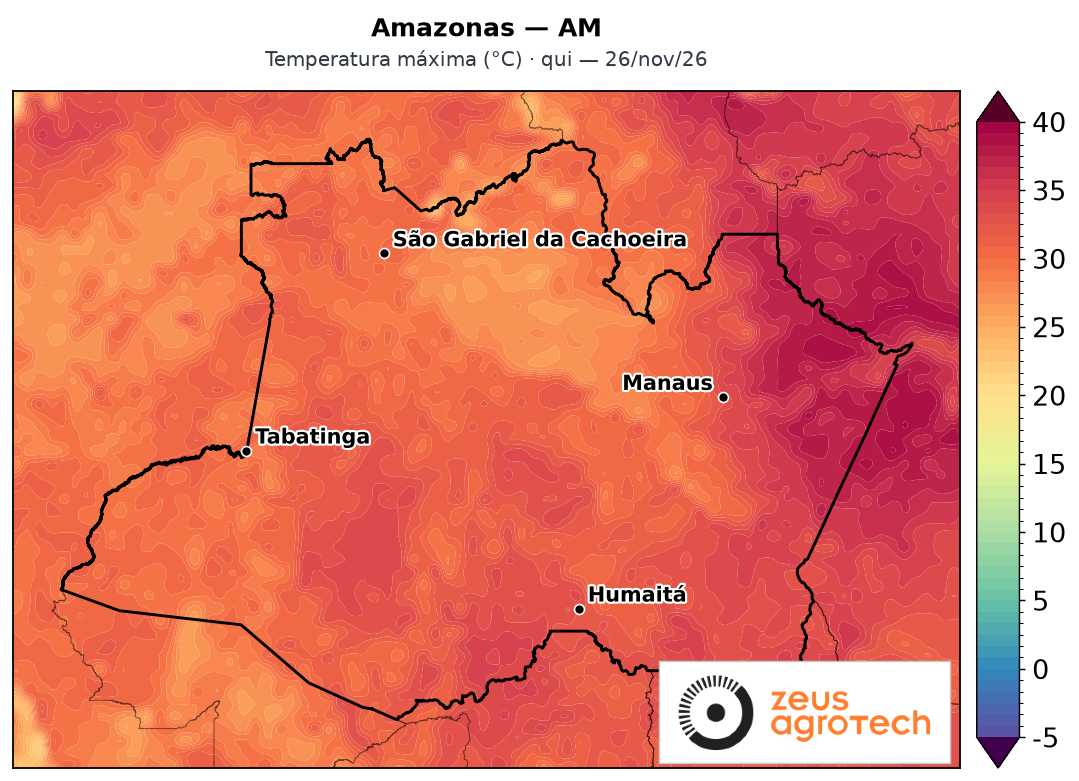 Amazonas — AM
Temperatura máxima (°C) · qui — 26/nov/26
40
35
30
25
20
15
10
5
0
-5
São Gabriel da Cachoeira
Manaus
Tabatinga
Humaitá
zeus
agrotech